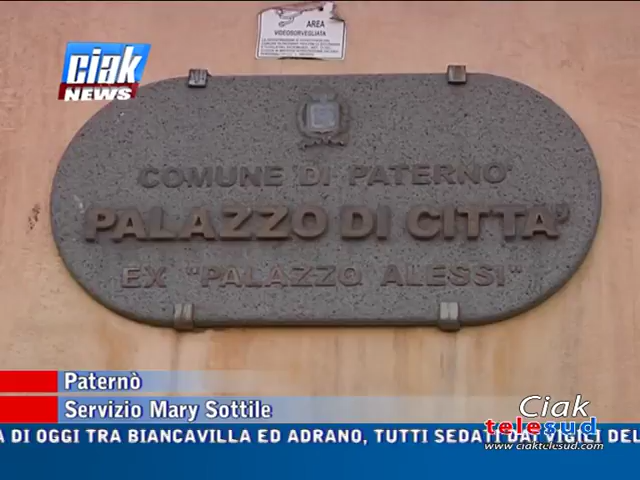 AREA
VIDEOSORVEGLIATA
ciak
NEWS
COMUNE DI PATERNO'
PALAZZO DI CITTA'
EX "PALAZZO ALESSI"
Paternò
Servizio Mary Sottile
Ciak
telesud
www.ciaktelesud.com
A DI OGGI TRA BIANCAVILLA ED ADRANO, TUTTI SEDATI DAI VIGILI DEL